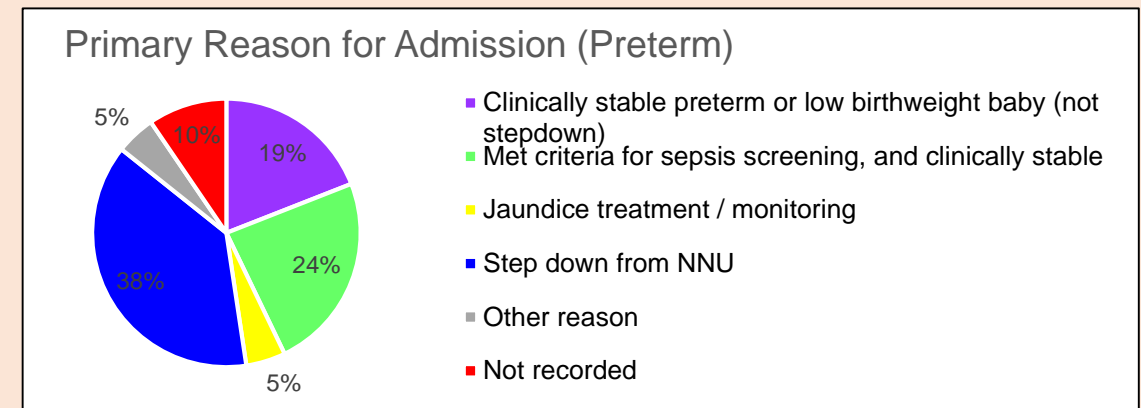 Primary Reason for Admission (Preterm)
5%
10%
19%
24%
38%
5%
Clinically stable preterm or low birthweight baby (not
stepdown)
Met criteria for sepsis screening, and clinically stable
Jaundice treatment / monitoring
Step down from NNU
Other reason
Not recorded